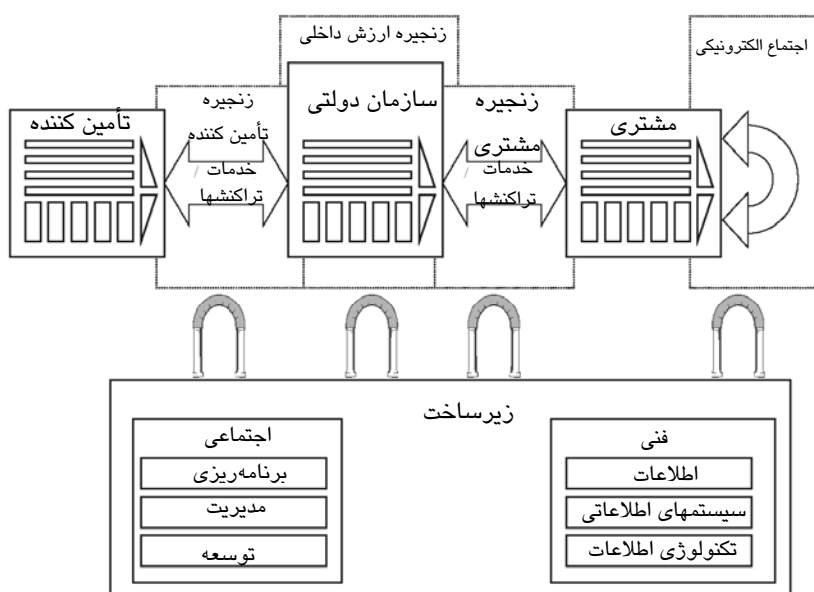 زنجیره ارزش داخلی
اجتماع الکترونیکی
مشتری
زنجیره
مشتری
خدمات /
تراکنشها
سازمان دولتی
زنجیره
تأمین کننده
خدمات /
تراکنشها
تأمین کننده
زیرساخت
فنی
اطلاعات
سیستمهای اطلاعاتی
تکنولوژی اطلاعات
اجتماعی
برنامه‌ریزی
مدیریت
توسعه